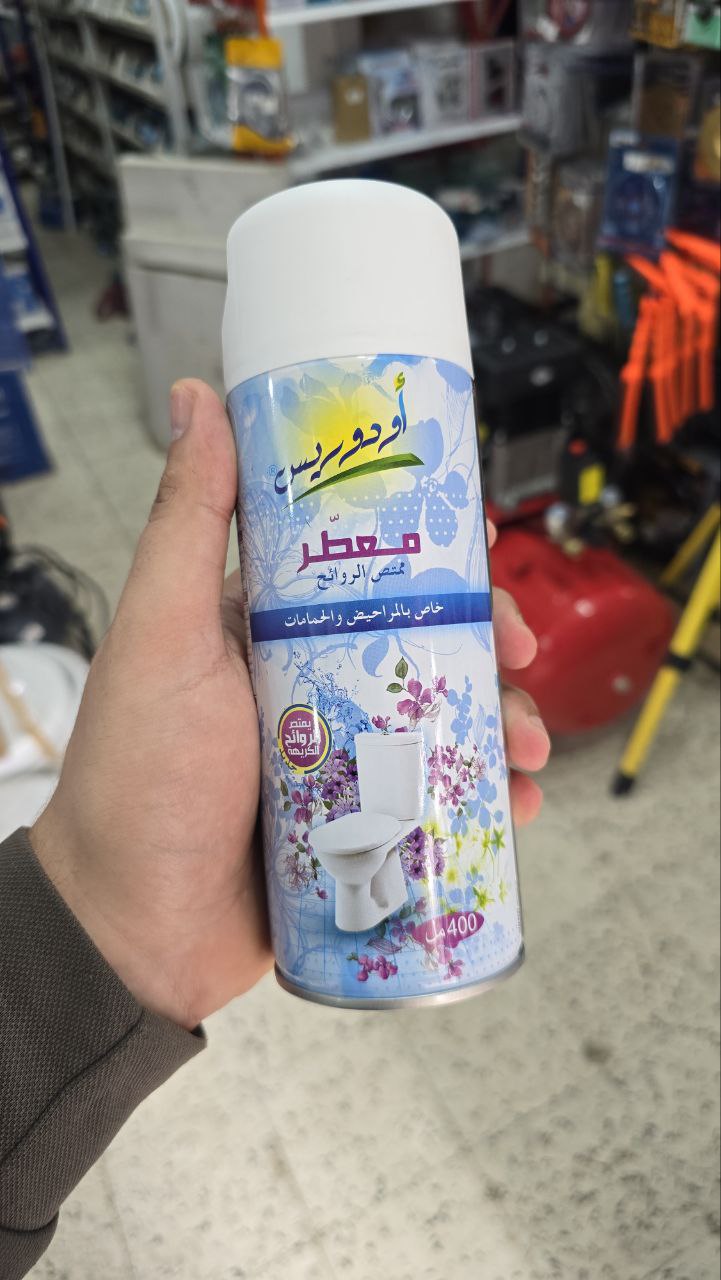 أودوريس
معطّر
ممتص الروائح
خاص بالمراحيض والحمامات
يمتص
الروائح
الكريهة
400 مل